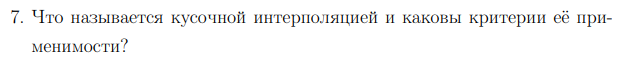 7. Что называется кусочной интерполяцией и каковы критерии её при-
менимости?